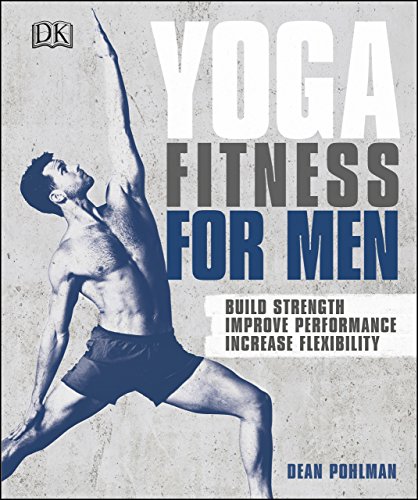 DK
YOGA
FITNESS
FOR MEN
BUILD STRENGTH
IMPROVE PERFORMANCE
INCREASE FLEXIBILITY
DEAN POHLMAN